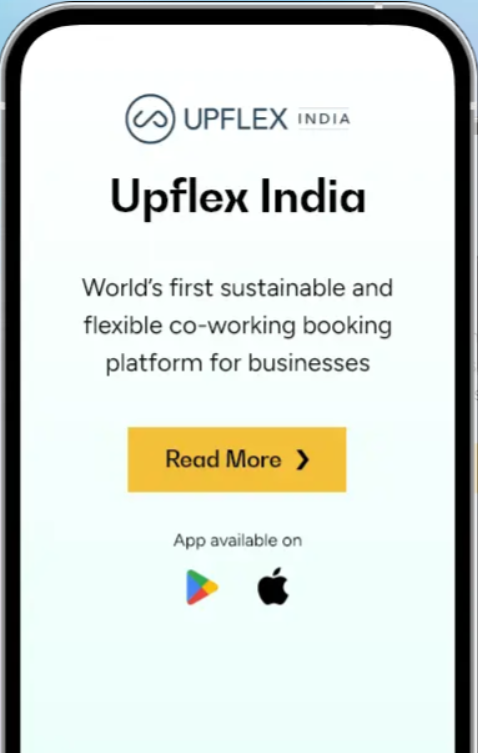 UPFLEX INDIA
Upflex India
World's first sustainable and
flexible co-working booking
platform for businesses
Read More ❯
App available on